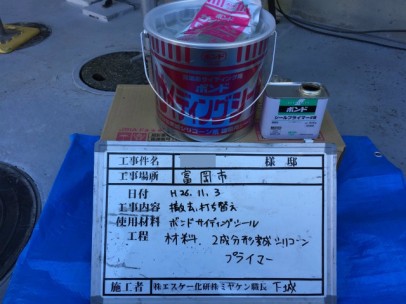 ボンド
ボンド
シールプライマー
工事件名 様邸
工事場所 富岡市
日付 H26.11.3
工事内容 撤去、打ち替え
使用材料 ボンドサイディングシール
工程 材料、2成分形変成シリコーン
プライマー
施工者 ㈱エスケー化研㈱ミヤケン職長 下城